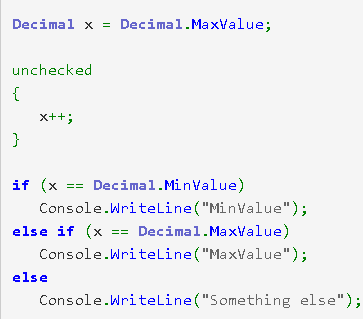 Decimal x = Decimal.MaxValue;
unchecked
{
x++;
}
if (x == Decimal.MinValue)
Console.WriteLine("MinValue");
else if (x == Decimal.MaxValue)
Console.WriteLine("MaxValue");
else
Console.WriteLine("Something else");